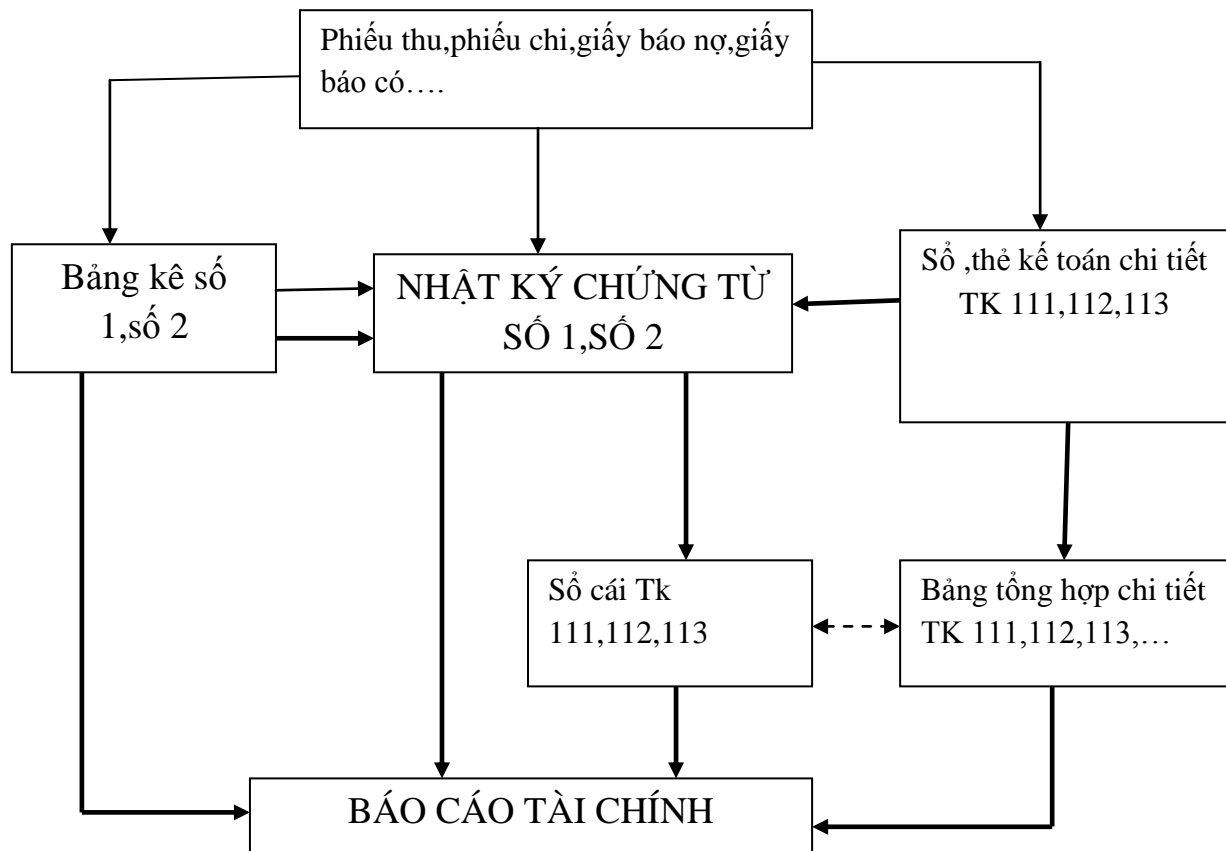 Phiếu thu,phiếu chi,giấy báo nợ,giấy
báo có….
Bảng kê số
1,số 2
NHẬT KÝ CHỨNG TỪ
SỐ 1,SỐ 2
Sổ ,thẻ kế toán chi tiết
TK 111,112,113
Sổ cái Tk
111,112,113
Bảng tổng hợp chi tiết
TK 111,112,113,…
BÁO CÁO TÀI CHÍNH